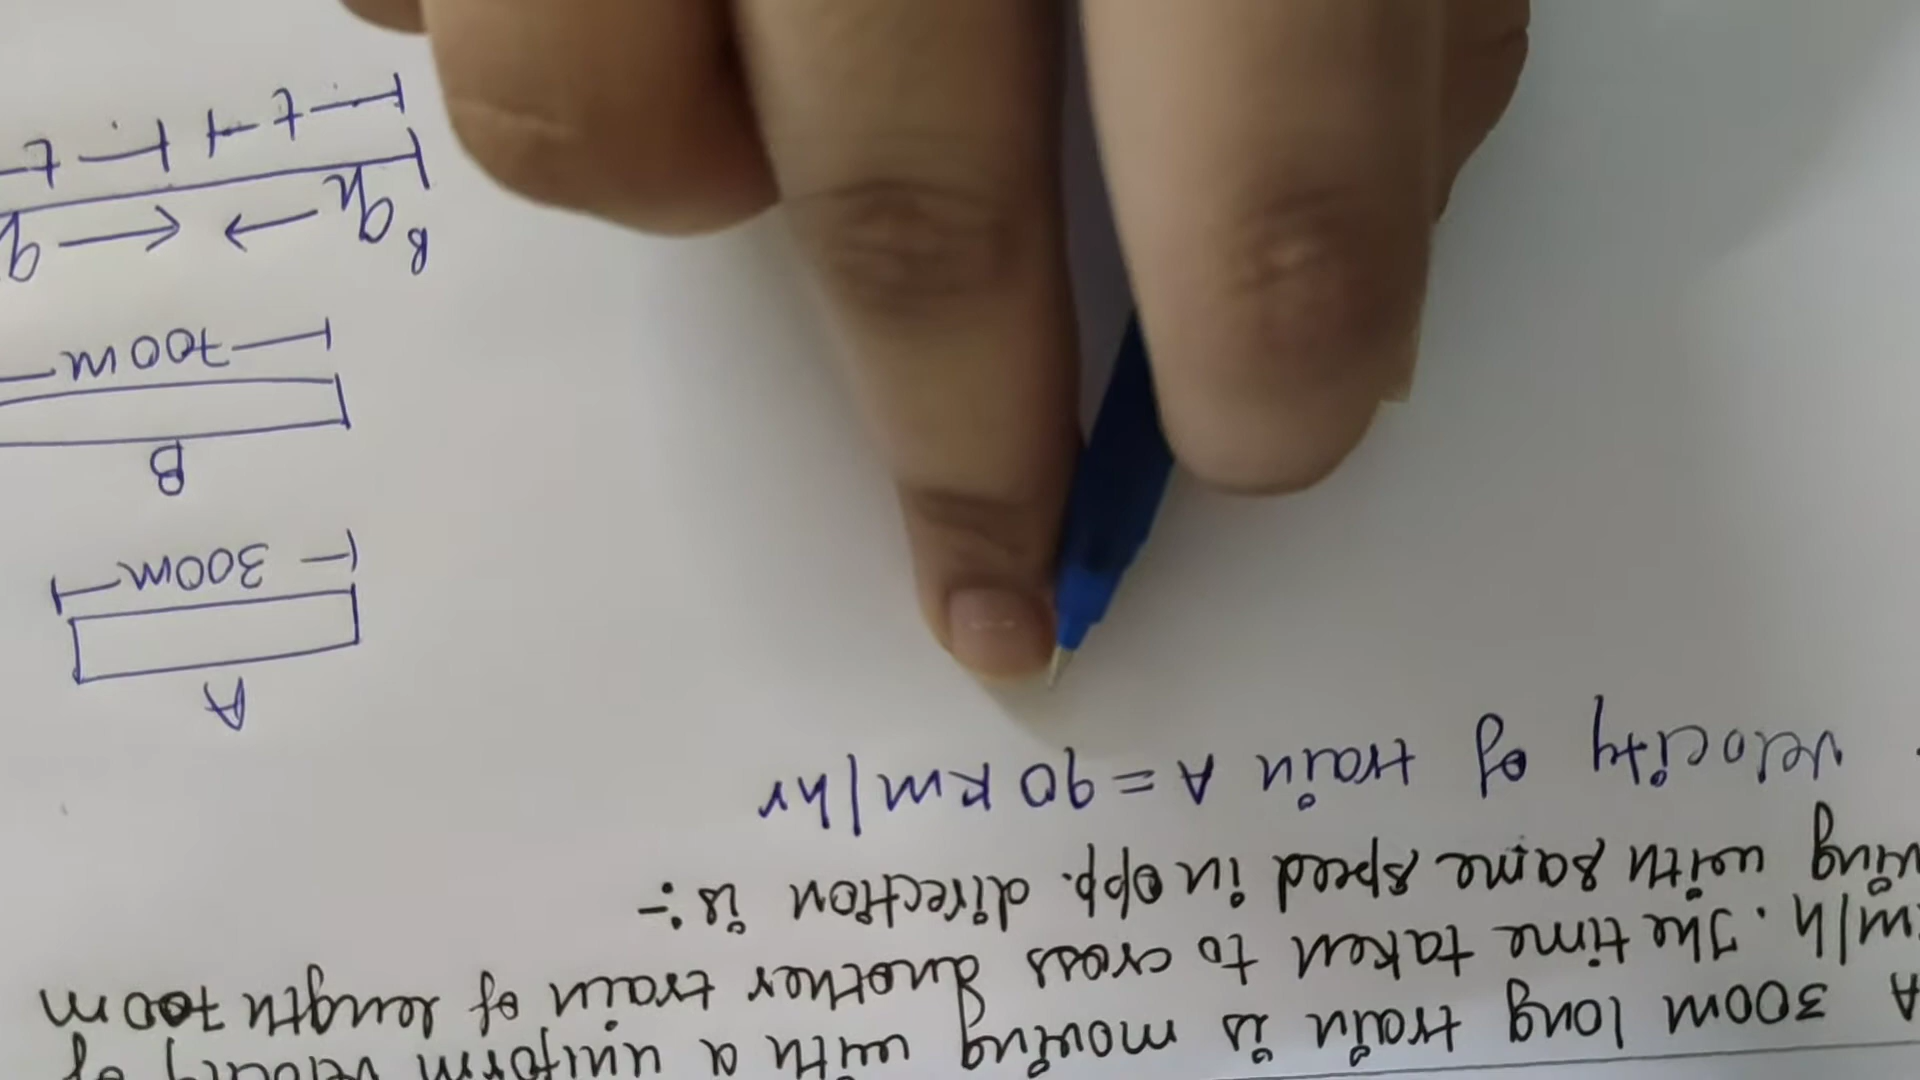 A 300m long train is moving with a uniform velocity of
m/h. The time taken to cross another train of length 700m
ving with same speed in opp. direction is:-
velocity of train A = 90 km/hr
A
300m
B
700m
t t